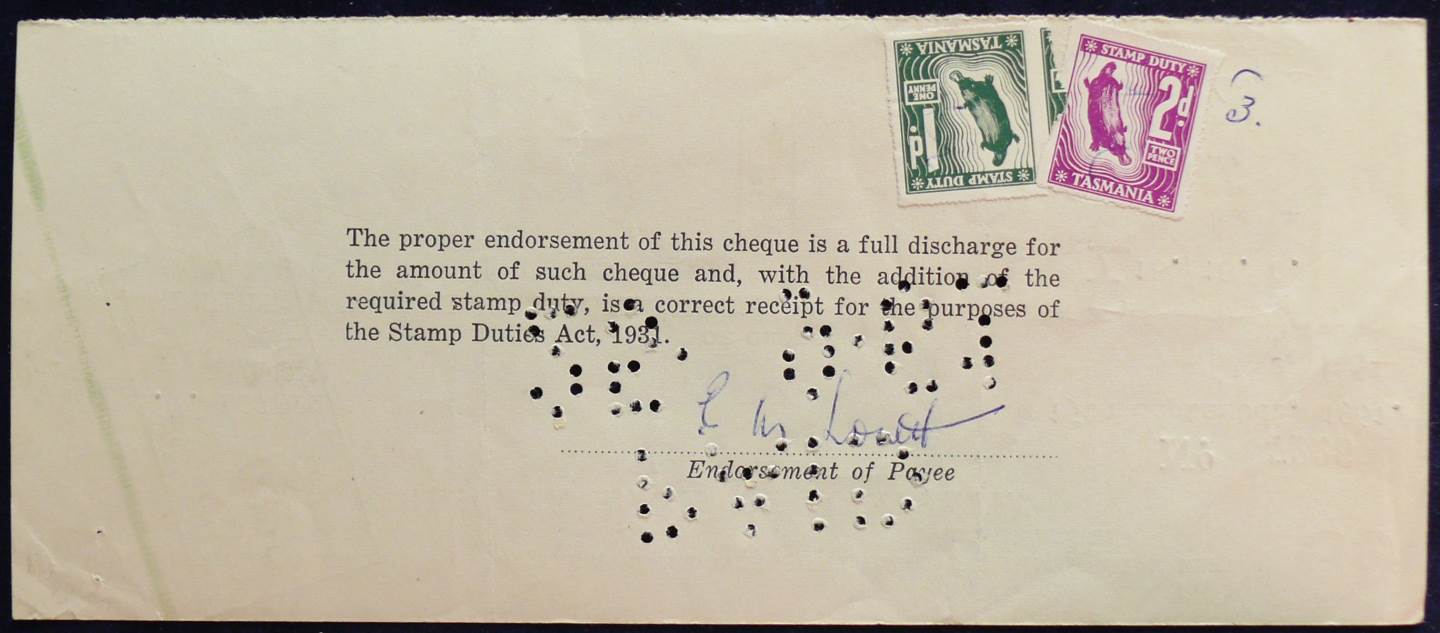 TASMANIA
ONE PENNY
1d.
STAMP DUTY
STAMP DUTY
2d.
TWO PENCE
TASMANIA
3.
The proper endorsement of this cheque is a full discharge for
the amount of such cheque and, with the addition of the
required stamp duty, is a correct receipt for the purposes of
the Stamp Duties Act, 1931.
Endorsement of Payee